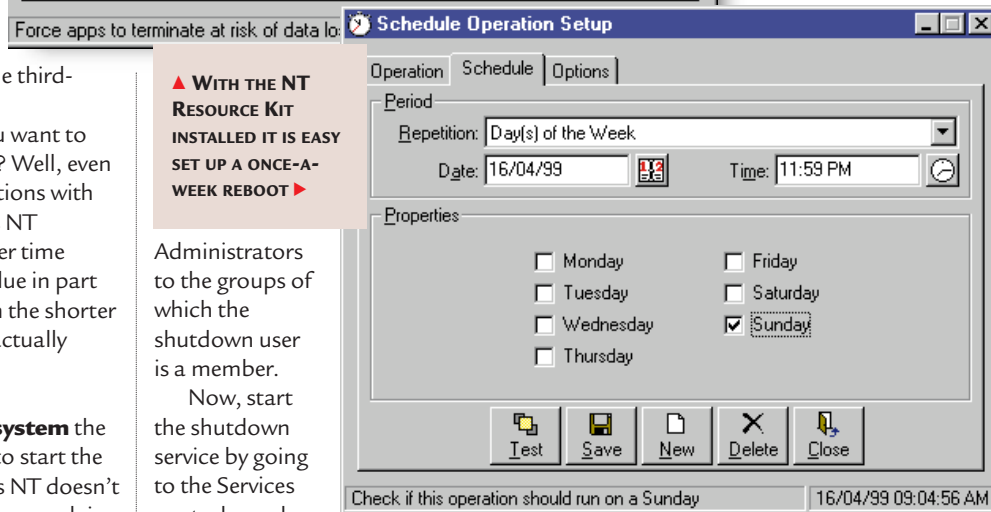 Force apps to terminate at risk of data lo
e third-
u want to
? Well, even
tions with
NT
er time
lue in part
n the shorter
ctually
system the
to start the
s NT doesn't
▲ WITH THE NT
RESOURCE KIT
INSTALLED IT IS EASY
SET UP A ONCE-A-
WEEK REBOOT ▶
Administrators
to the groups of
which the
shutdown user
is a member.
Now, start
the shutdown
service by going
to the Services
Schedule Operation Setup
Operation Schedule Options
Period
Repetition: Day(s) of the Week
Date: 16/04/99 Time: 11:59 PM
Properties
Monday Friday
Tuesday Saturday
Wednesday Sunday
Thursday
Test Save New Delete Close
Check if this operation should run on a Sunday 16/04/99 09:04:56 AM